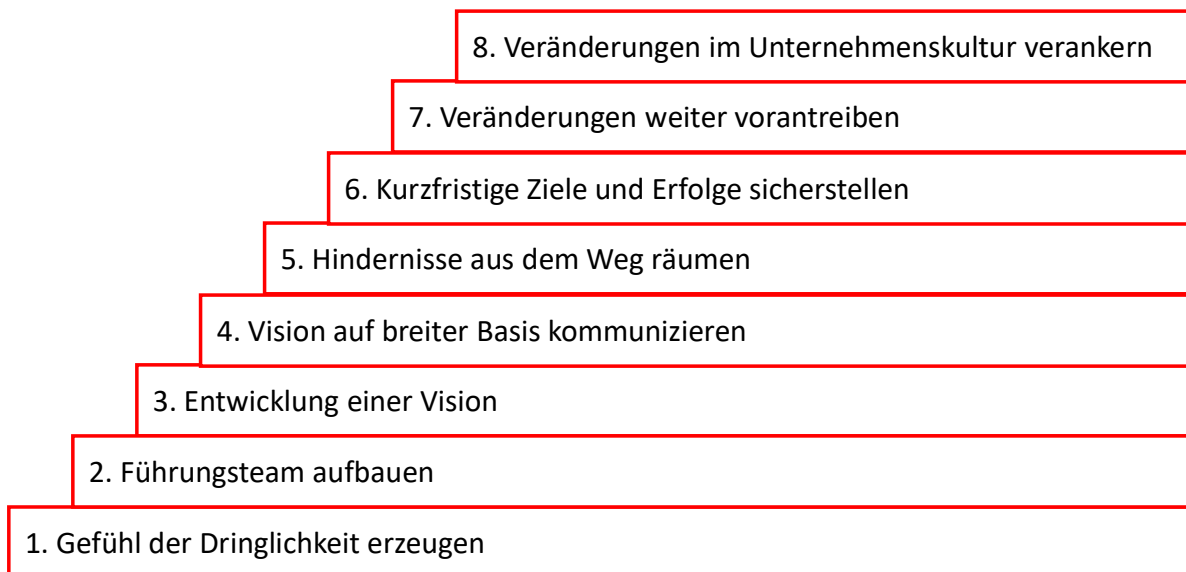 8. Veränderungen im Unternehmenskultur verankern
7. Veränderungen weiter vorantreiben
6. Kurzfristige Ziele und Erfolge sicherstellen
5. Hindernisse aus dem Weg räumen
4. Vision auf breiter Basis kommunizieren
3. Entwicklung einer Vision
2. Führungsteam aufbauen
1. Gefühl der Dringlichkeit erzeugen